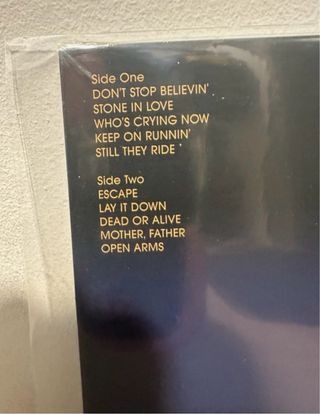 Side One
DON'T STOP BELIEVIN'
STONE IN LOVE
WHO'S CRYING NOW
KEEP ON RUNNIN'
STILL THEY RIDE
Side Two
ESCAPE
LAY IT DOWN
DEAD OR ALIVE
MOTHER, FATHER
OPEN ARMS